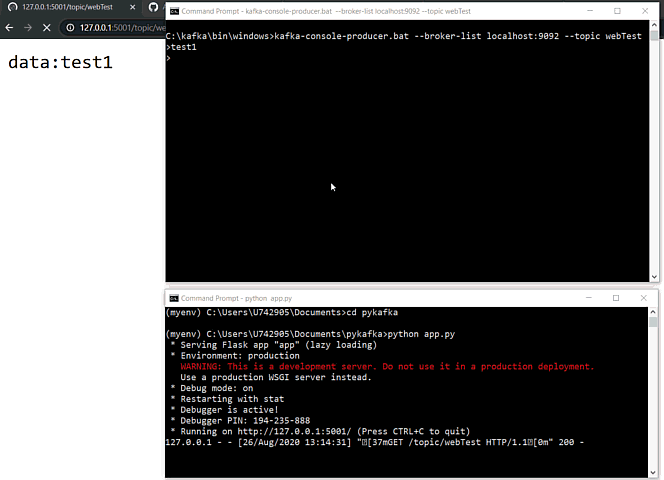 127.0.0.1:5001/topic/webTest
127.0.0.1:5001/topic/we
data:test1
Command Prompt - kafka-console-producer.bat --broker-list localhost:9092 --topic webTest
C:\kafka\bin\windows>kafka-console-producer.bat --broker-list localhost:9092 --topic webTest
>test1
>
Command Prompt - python app.py
(myenv) C:\Users\U742905\Documents>cd pykafka
(myenv) C:\Users\U742905\Documents\pykafka>python app.py
* Serving Flask app "app" (lazy loading)
* Environment: production
WARNING: This is a development server. Do not use it in a production deployment.
Use a production WSGI server instead.
* Debug mode: on
* Restarting with stat
* Debugger is active!
* Debugger PIN: 194-235-888
* Running on http://127.0.0.1:5001/ (Press CTRL+C to quit)
127.0.0.1 - - [26/Aug/2020 13:14:31] "[37mGET /topic/webTest HTTP/1.1[0m" 200 -